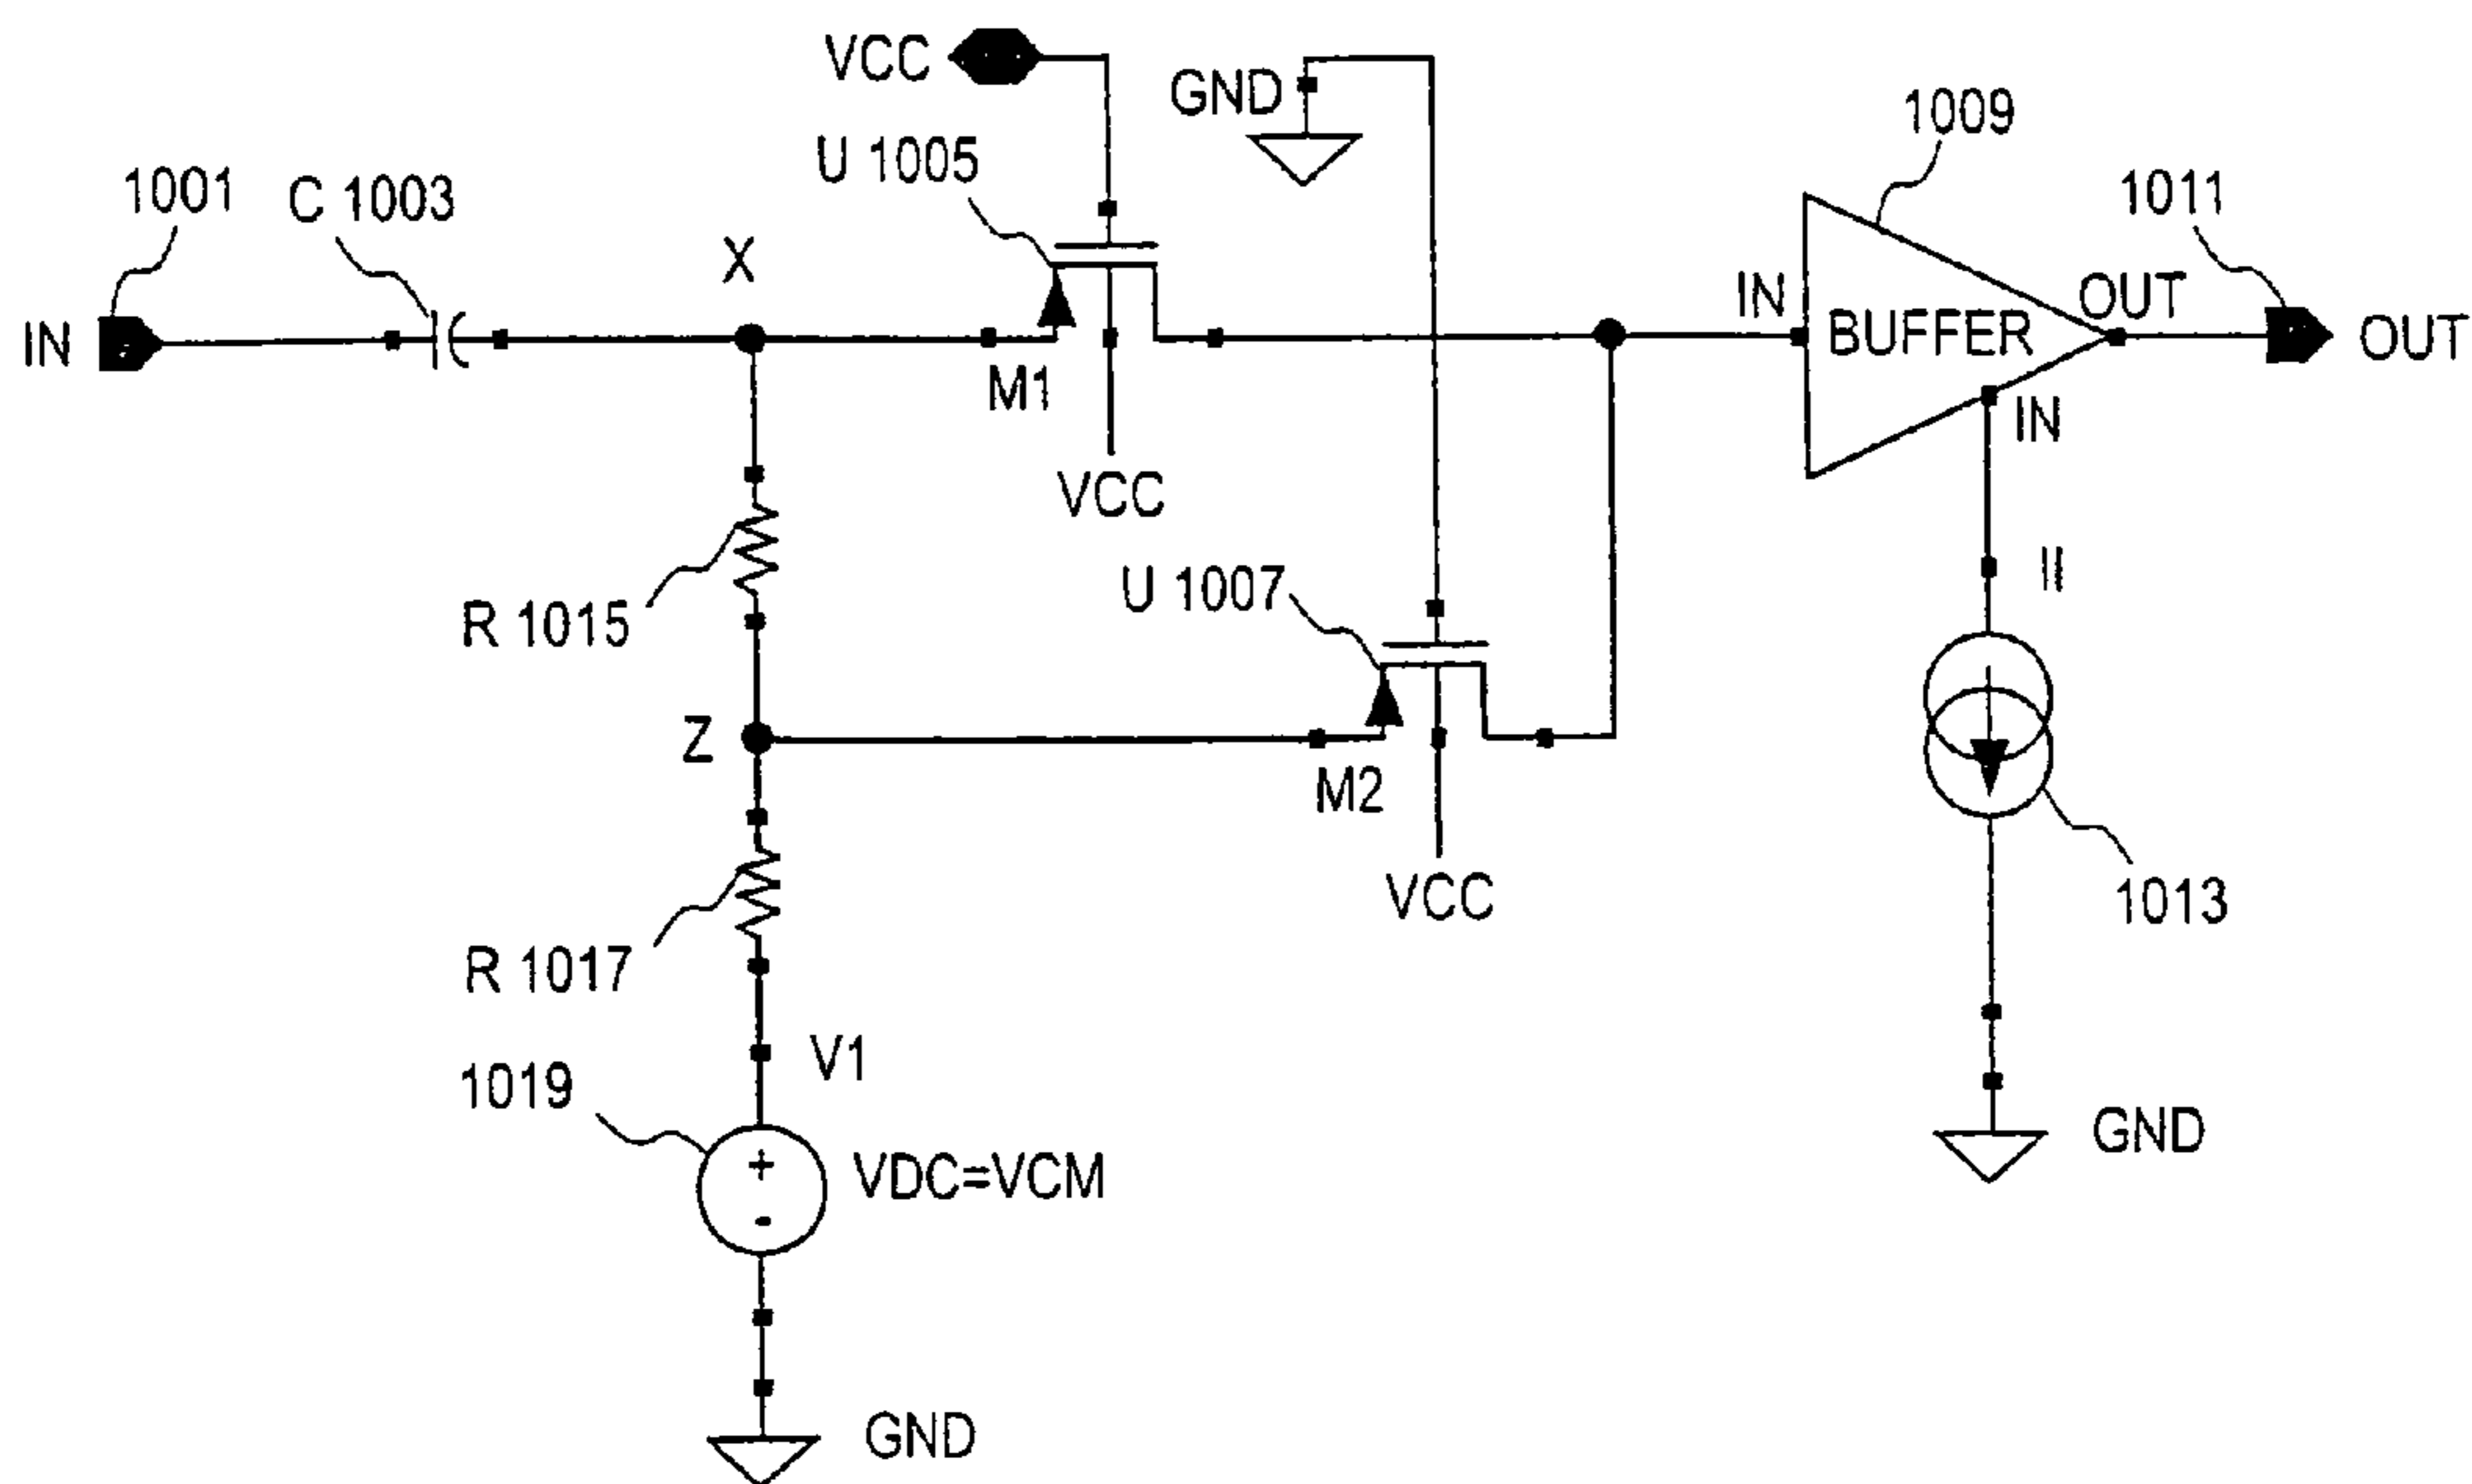 VCC
GND
1009
U 1005
1001
C 1003
1011
X
IN
OUT
IN
BUFFER
OUT
M1
IN
VCC
II
U 1007
R 1015
Z
M2
VCC
1013
R 1017
V1
1019
GND
VDC=VCM
GND